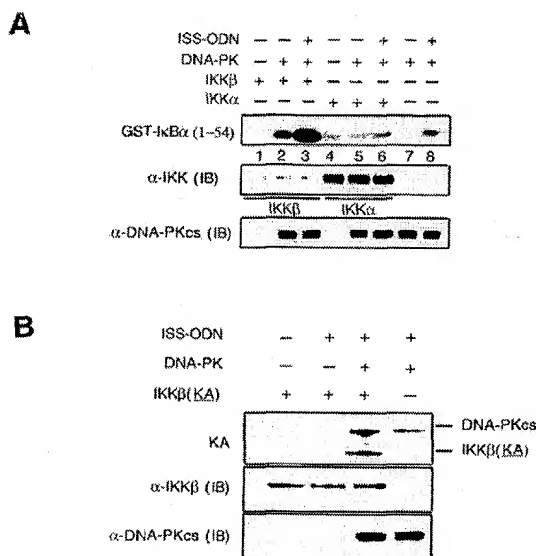 A
ISS-ODN – – + – – + – +
DNA-PK – + + – + + + +
IKKβ + + + – – – – –
IKKα – – – + + + – –
GST-IκBα (1–54)
1 2 3 4 5 6 7 8
α-IKK (IB)
IKKβ IKKα
α-DNA-PKcs (IB)
B
ISS-ODN – + + +
DNA-PK – – + +
IKKβ(KA) + + + –
KA
DNA-PKcs
IKKβ(KA)
α-IKKβ (IB)
α-DNA-PKcs (IB)